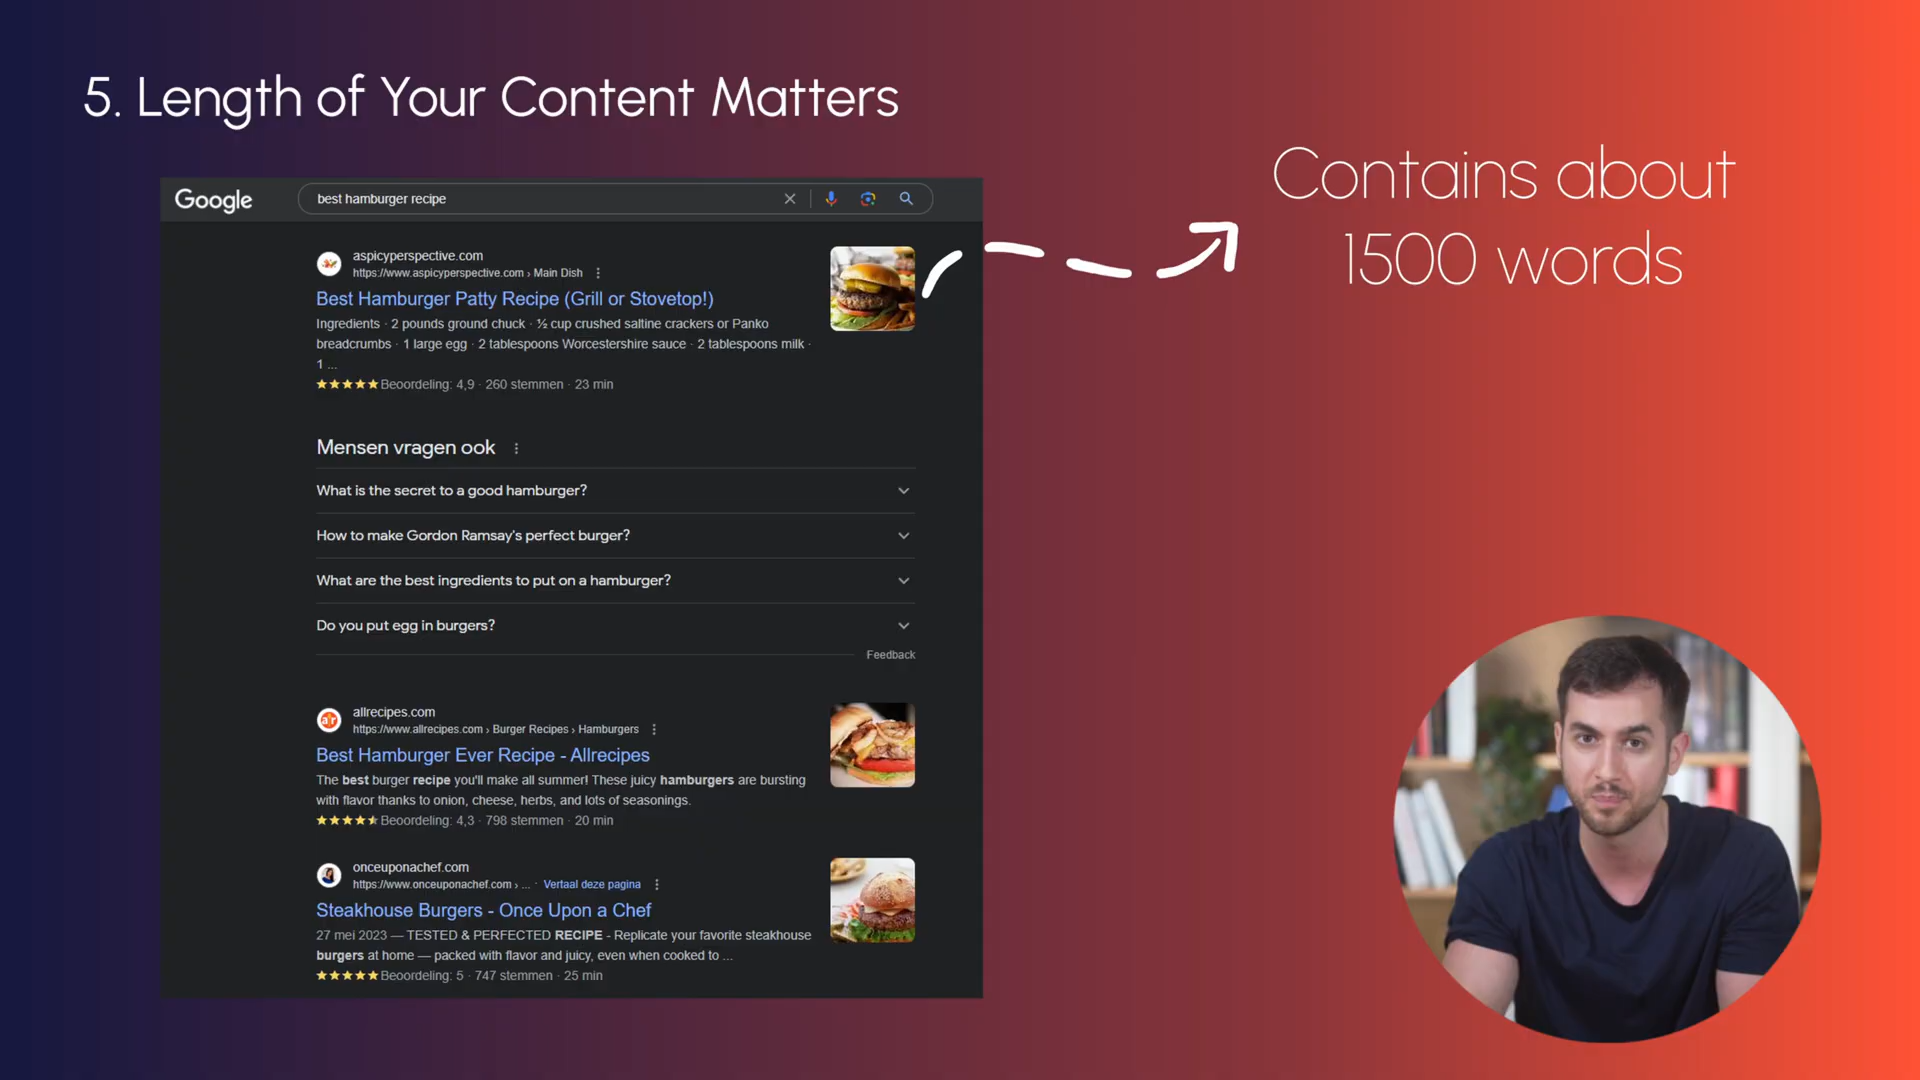 5. Length of Your Content Matters
Contains about
1500 words
Google
best hamburger recipe
aspicyperspective.com
https://www.aspicyperspective.com › Main Dish
Best Hamburger Patty Recipe (Grill or Stovetop!)
Ingredients · 2 pounds ground chuck · ½ cup crushed saltine crackers or Panko
breadcrumbs · 1 large egg · 2 tablespoons Worcestershire sauce · 2 tablespoons milk ·
1 ...
Beoordeling: 4,9 · 260 stemmen · 23 min
Mensen vragen ook
What is the secret to a good hamburger?
How to make Gordon Ramsay's perfect burger?
What are the best ingredients to put on a hamburger?
Do you put egg in burgers?
Feedback
ar
allrecipes.com
https://www.allrecipes.com › Burger Recipes › Hamburgers
Best Hamburger Ever Recipe - Allrecipes
The best burger recipe you'll make all summer! These juicy hamburgers are bursting
with flavor thanks to onion, cheese, herbs, and lots of seasonings.
Beoordeling: 4,3 · 798 stemmen · 20 min
onceuponachef.com
https://www.onceuponachef.com › ... · Vertaal deze pagina
Steakhouse Burgers - Once Upon a Chef
27 mei 2023 — TESTED & PERFECTED RECIPE - Replicate your favorite steakhouse
burgers at home — packed with flavor and juicy, even when cooked to ...
Beoordeling: 5 · 747 stemmen · 25 min